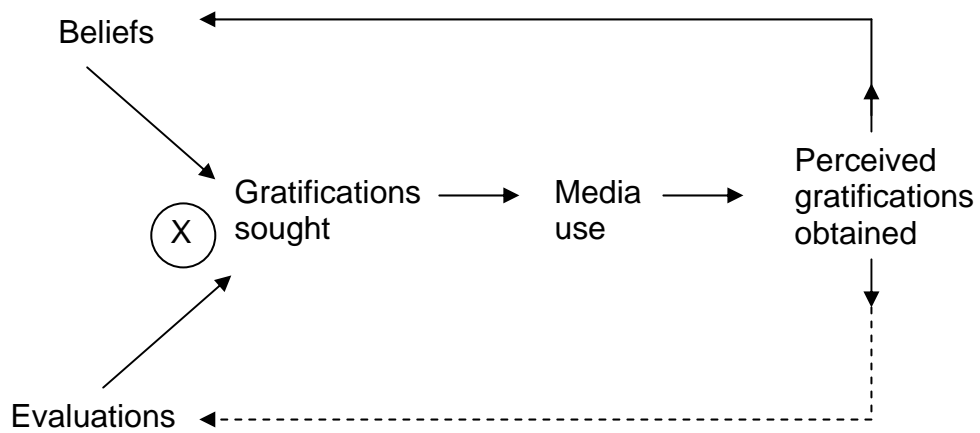 Beliefs
Gratifications
sought
X
Media
use
Perceived
gratifications
obtained
Evaluations